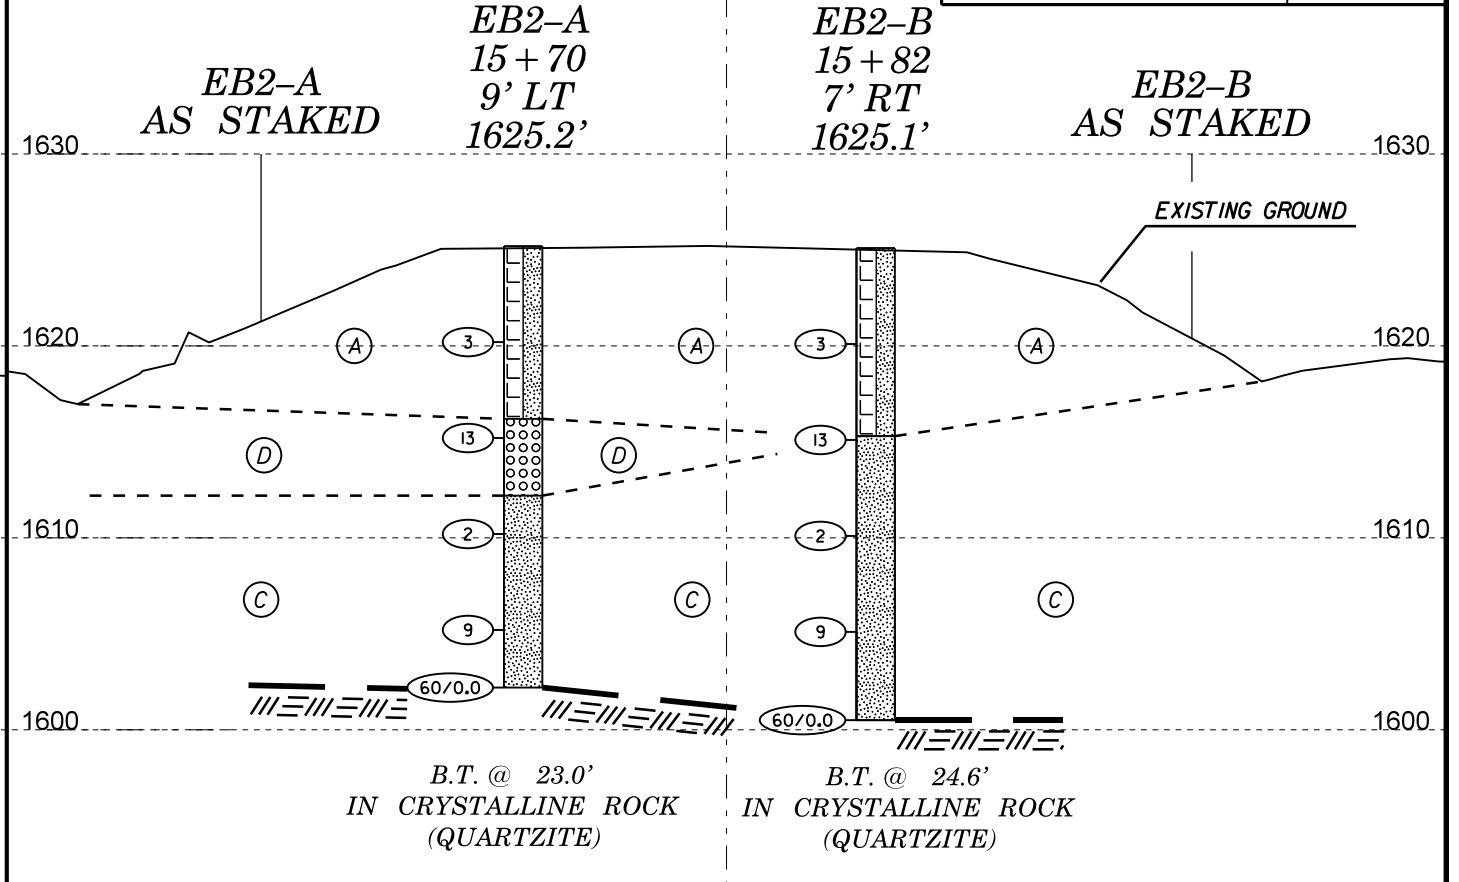 EB2–A
15+70
9' LT
1625.2'
EB2–B
15+82
7' RT
1625.1'
EB2–A
AS STAKED
EB2–B
AS STAKED
1630
1630
EXISTING GROUND
1620
A
3
A
3
A
1620
D
13
D
13
1610
2
2
1610
C
9
C
9
C
60/0.0
60/0.0
1600
1600
B.T. @ 23.0'
IN CRYSTALLINE ROCK
(QUARTZITE)
B.T. @ 24.6'
IN CRYSTALLINE ROCK
(QUARTZITE)